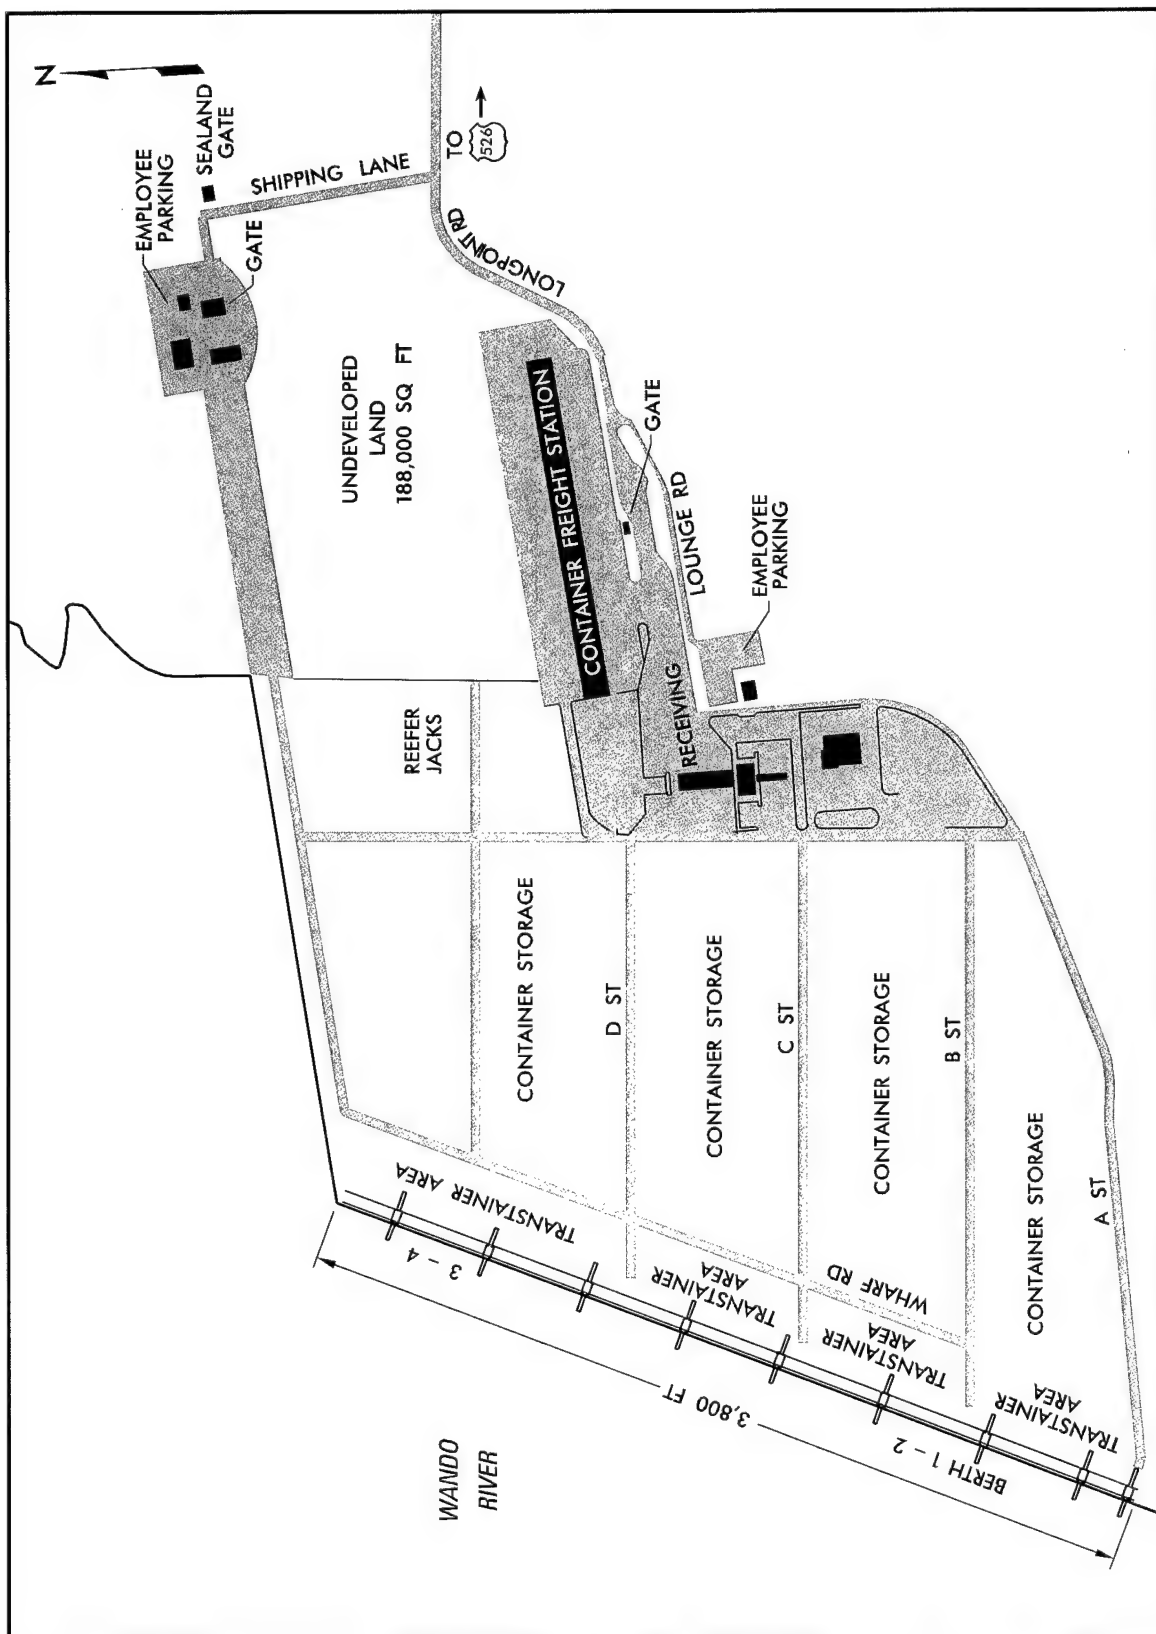 N
SEALAND
GATE
EMPLOYEE
PARKING
GATE
SHIPPING LANE
TO
526
LONGPOINT RD
UNDEVELOPED
LAND
188,000 SQ FT
CONTAINER FREIGHT STATION
GATE
LOUNGE RD
EMPLOYEE
PARKING
RECEIVING
REEFER
JACKS
CONTAINER STORAGE
D ST
CONTAINER STORAGE
C ST
CONTAINER STORAGE
B ST
CONTAINER STORAGE
A ST
WHARF RD
TRANSTAINER AREA
TRANSTAINER
AREA
TRANSTAINER
AREA
TRANSTAINER
AREA
3 - 4
BERTH 1 - 2
3,800 FT
WANDO
RIVER